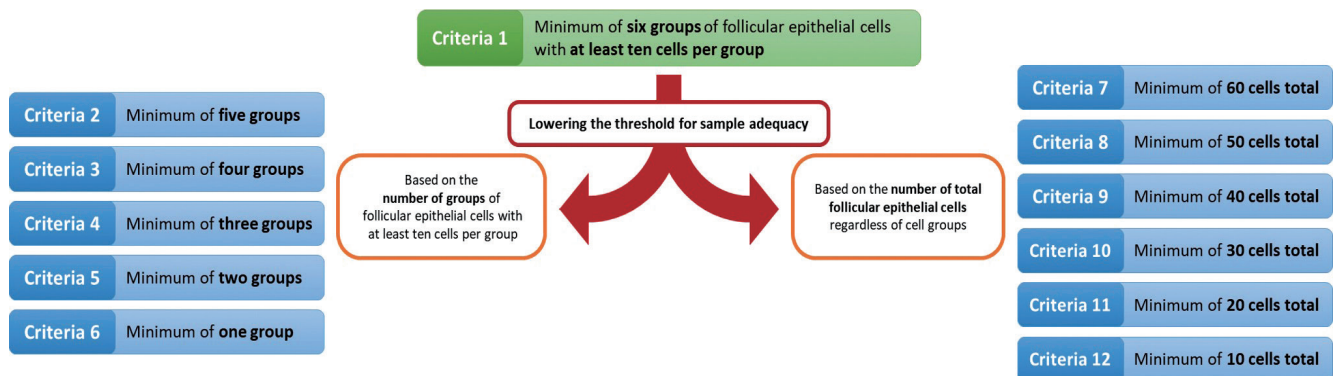 Criteria 1
Minimum of six groups of follicular epithelial cells
with at least ten cells per group
Lowering the threshold for sample adequacy
Criteria 2
Minimum of five groups
Criteria 3
Minimum of four groups
Criteria 4
Minimum of three groups
Criteria 5
Minimum of two groups
Criteria 6
Minimum of one group
Based on the
number of groups of
follicular epithelial cells with
at least ten cells per group
Based on the number of total
follicular epithelial cells
regardless of cell groups
Criteria 7
Minimum of 60 cells total
Criteria 8
Minimum of 50 cells total
Criteria 9
Minimum of 40 cells total
Criteria 10
Minimum of 30 cells total
Criteria 11
Minimum of 20 cells total
Criteria 12
Minimum of 10 cells total